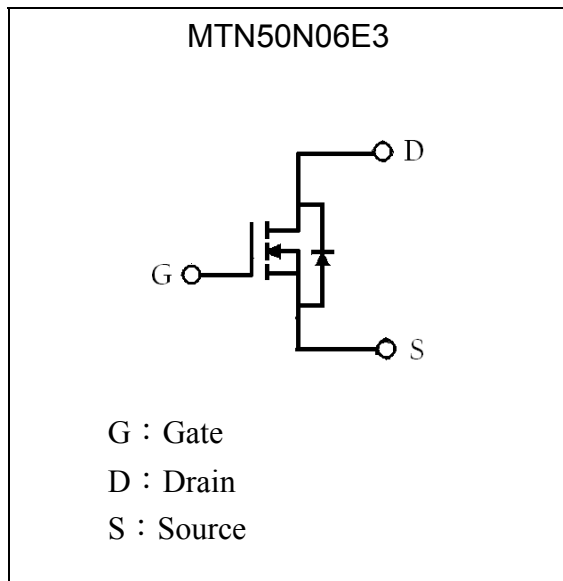 MTN50N06E3
D
G
S
G：Gate
D：Drain
S：Source